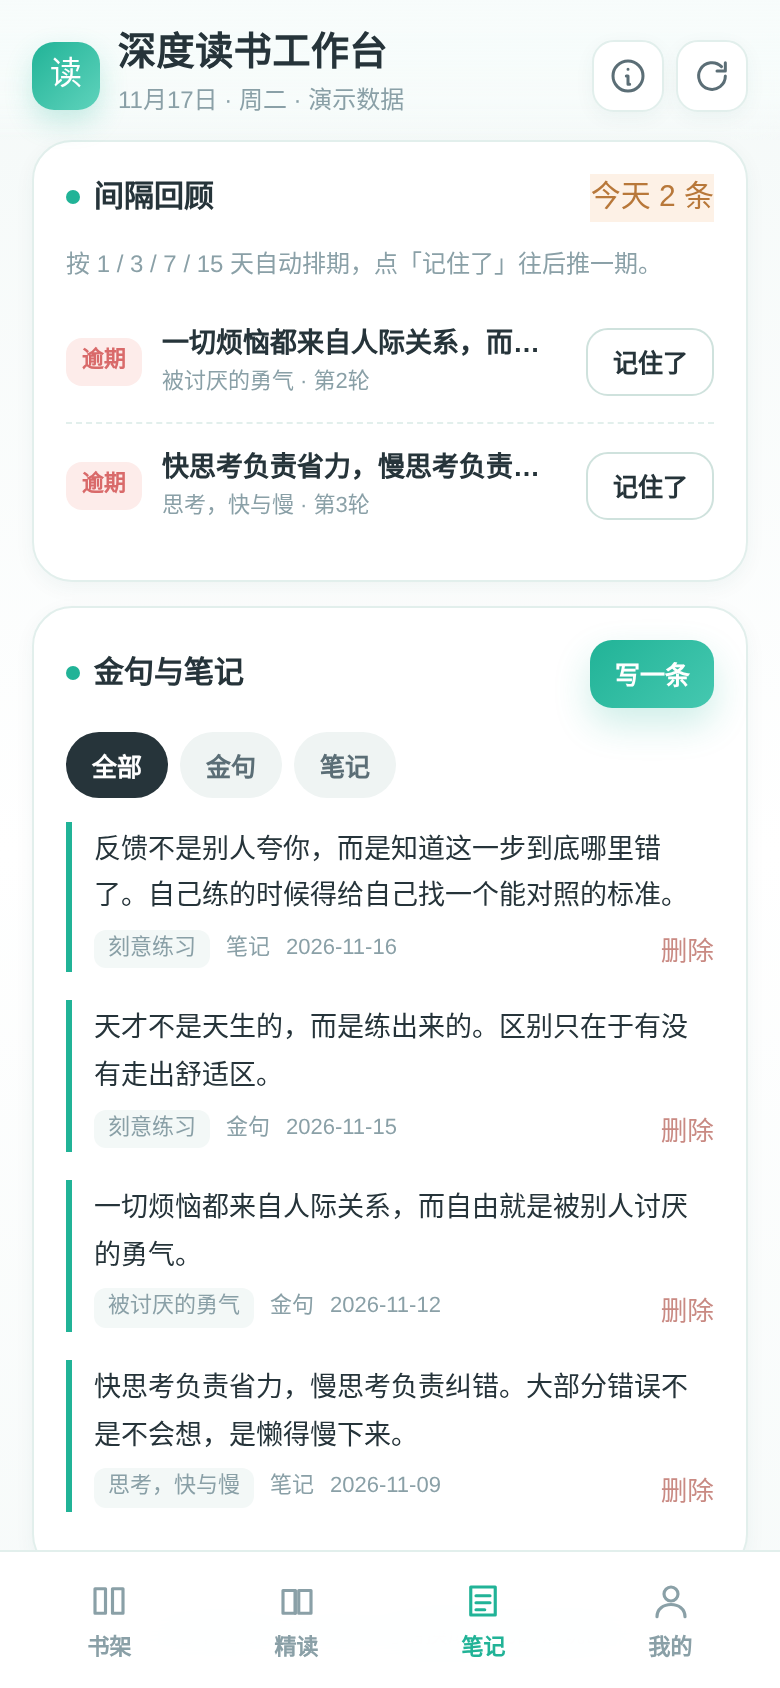 读
深度读书工作台
11月17日 · 周二 · 演示数据
间隔回顾
今天 2 条
按 1 / 3 / 7 / 15 天自动排期，点「记住了」往后推一期。
逾期
一切烦恼都来自人际关系，而...
被讨厌的勇气 · 第2轮
记住了
逾期
快思考负责省力，慢思考负责...
思考，快与慢 · 第3轮
记住了
金句与笔记
写一条
全部
金句
笔记
反馈不是别人夸你，而是知道这一步到底哪里错
了。自己练的时候得给自己找一个能对照的标准。
刻意练习 笔记 2026-11-16
删除
天才不是天生的，而是练出来的。区别只在于有没
有走出舒适区。
刻意练习 金句 2026-11-15
删除
一切烦恼都来自人际关系，而自由就是被别人讨厌
的勇气。
被讨厌的勇气 金句 2026-11-12
删除
快思考负责省力，慢思考负责纠错。大部分错误不
是不会想，是懒得慢下来。
思考，快与慢 笔记 2026-11-09
删除
书架
精读
笔记
我的